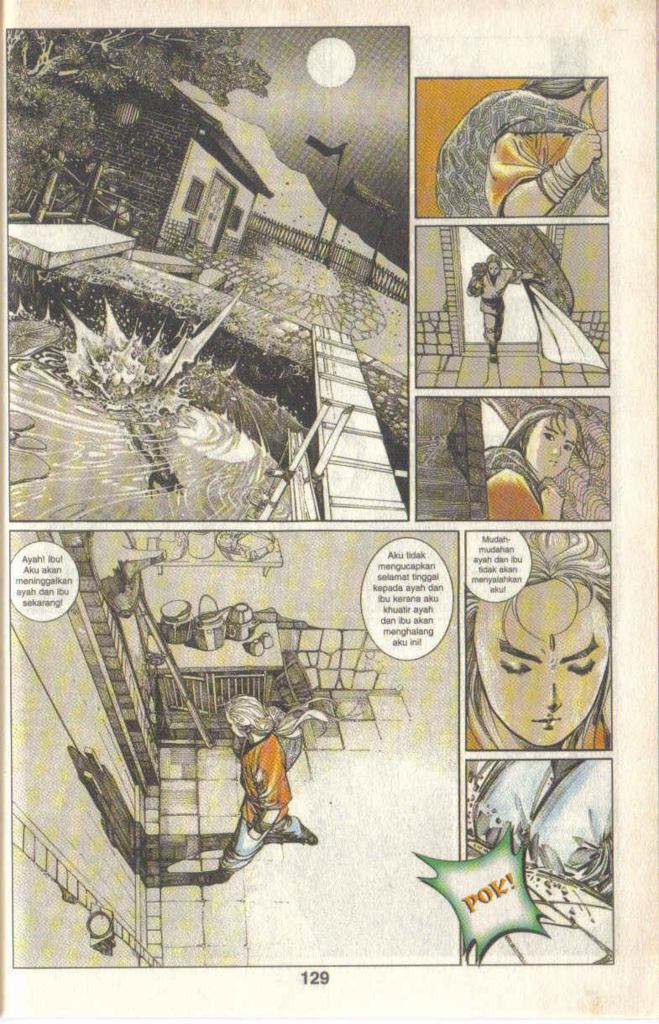 Ayah! Ibu!
Aku akan
meninggalkan
ayah dan ibu
sekarang!
Aku tidak
mengucapkan
selamat tinggal
kepada ayah dan
ibu kerana aku
khuatir ayah
dan ibu akan
menghalang
aku ini!
Mudah-
mudahan
ayah dan ibu
tidak akan
menyalahkan
aku!
POK!
129